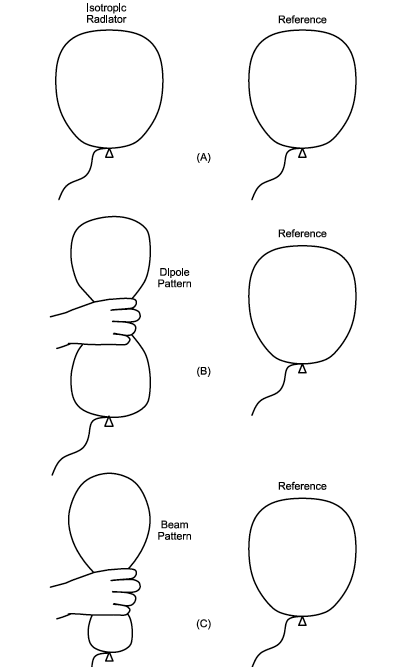 Isotropic
Radiator
Reference
(A)
Dipole
Pattern
Reference
(B)
Beam
Pattern
Reference
(C)